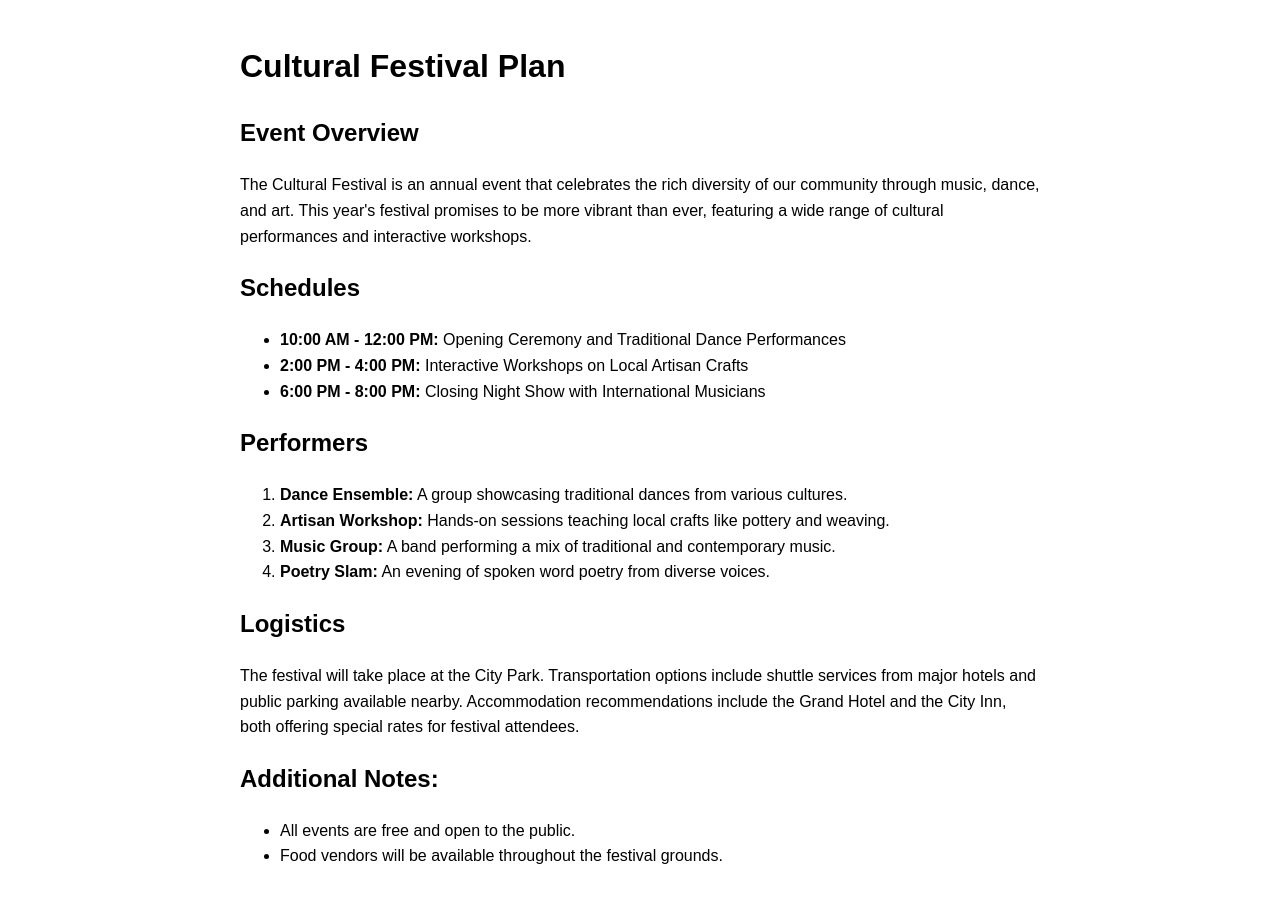 Cultural Festival Plan
Event Overview
The Cultural Festival is an annual event that celebrates the rich diversity of our community through music, dance,
and art. This year's festival promises to be more vibrant than ever, featuring a wide range of cultural
performances and interactive workshops.
Schedules
• 10:00 AM - 12:00 PM: Opening Ceremony and Traditional Dance Performances
• 2:00 PM - 4:00 PM: Interactive Workshops on Local Artisan Crafts
• 6:00 PM - 8:00 PM: Closing Night Show with International Musicians
Performers
1. Dance Ensemble: A group showcasing traditional dances from various cultures.
2. Artisan Workshop: Hands-on sessions teaching local crafts like pottery and weaving.
3. Music Group: A band performing a mix of traditional and contemporary music.
4. Poetry Slam: An evening of spoken word poetry from diverse voices.
Logistics
The festival will take place at the City Park. Transportation options include shuttle services from major hotels and
public parking available nearby. Accommodation recommendations include the Grand Hotel and the City Inn,
both offering special rates for festival attendees.
Additional Notes:
• All events are free and open to the public.
• Food vendors will be available throughout the festival grounds.